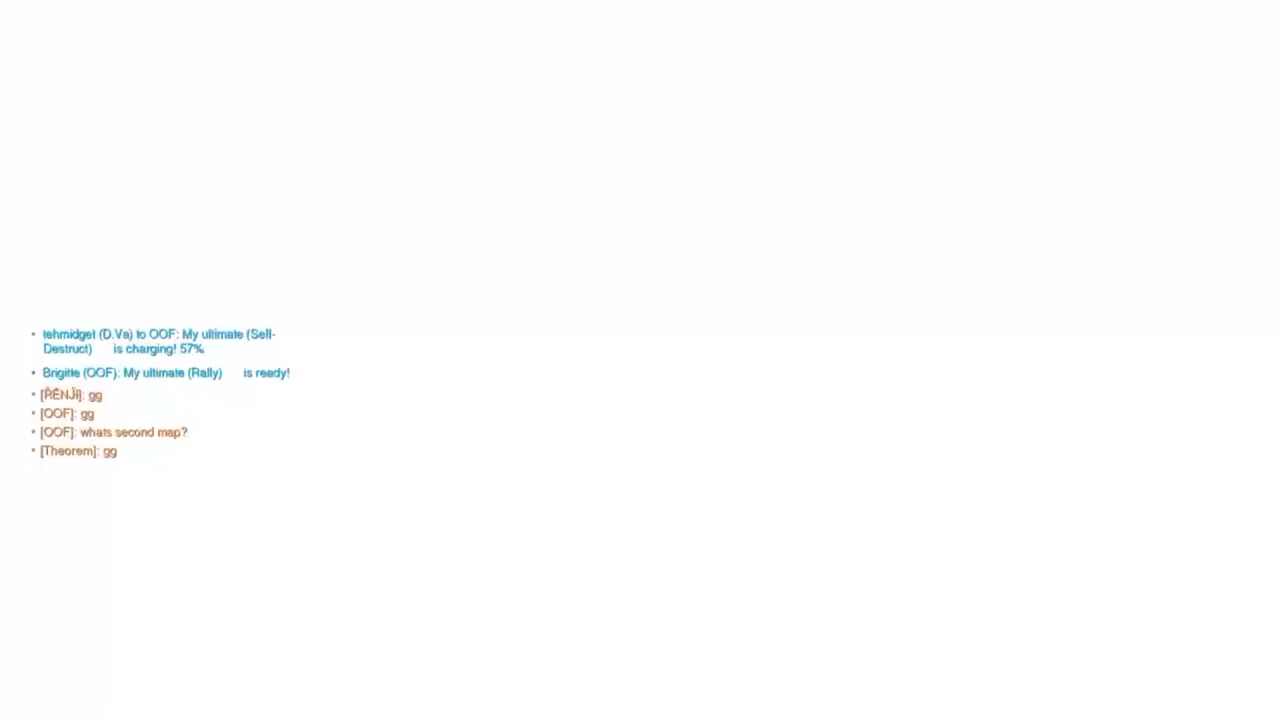 • tehmidget (D.Va) to OOF: My ultimate (Self-
Destruct) is charging! 57%
• Brigitte (OOF): My ultimate (Rally) is ready!
• [ŘĔNJĬ]: gg
• [OOF]: gg
• [OOF]: whats second map?
• [Theorem]: gg